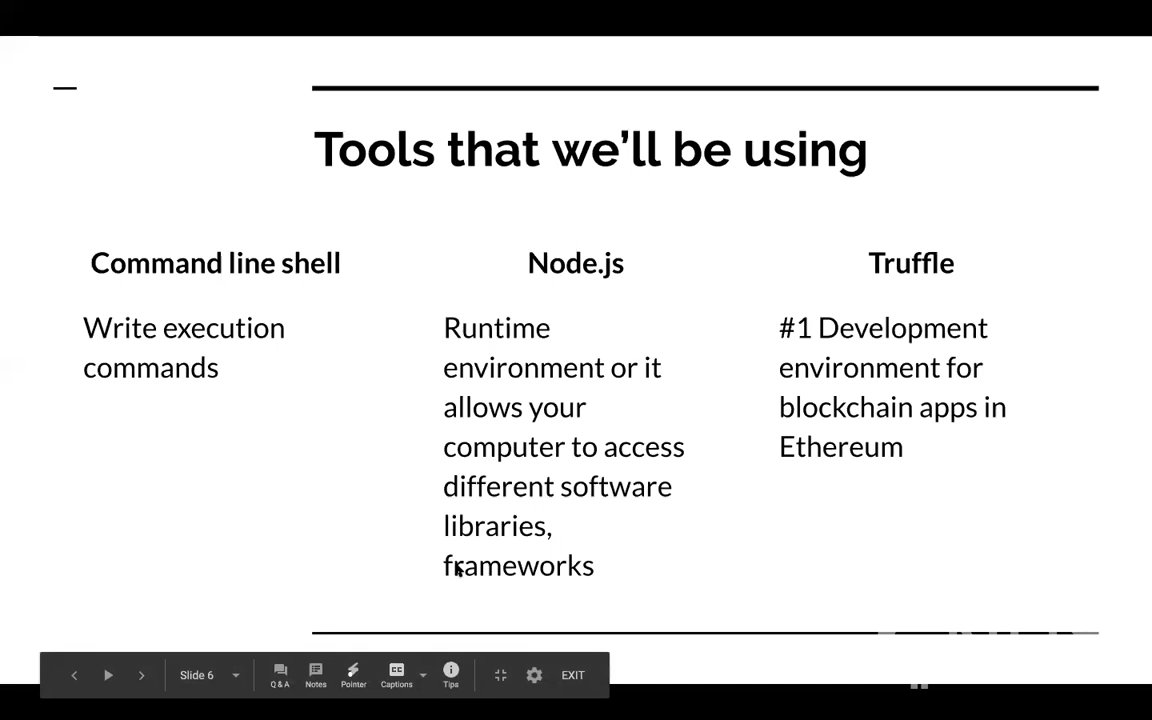 Tools that we'll be using
Command line shell
Write execution
commands
Node.js
Runtime
environment or it
allows your
computer to access
different software
libraries,
frameworks
Truffle
#1 Development
environment for
blockchain apps in
Ethereum
Slide 6
Q & A
Notes
Pointer
CC
Captions
Tips
EXIT